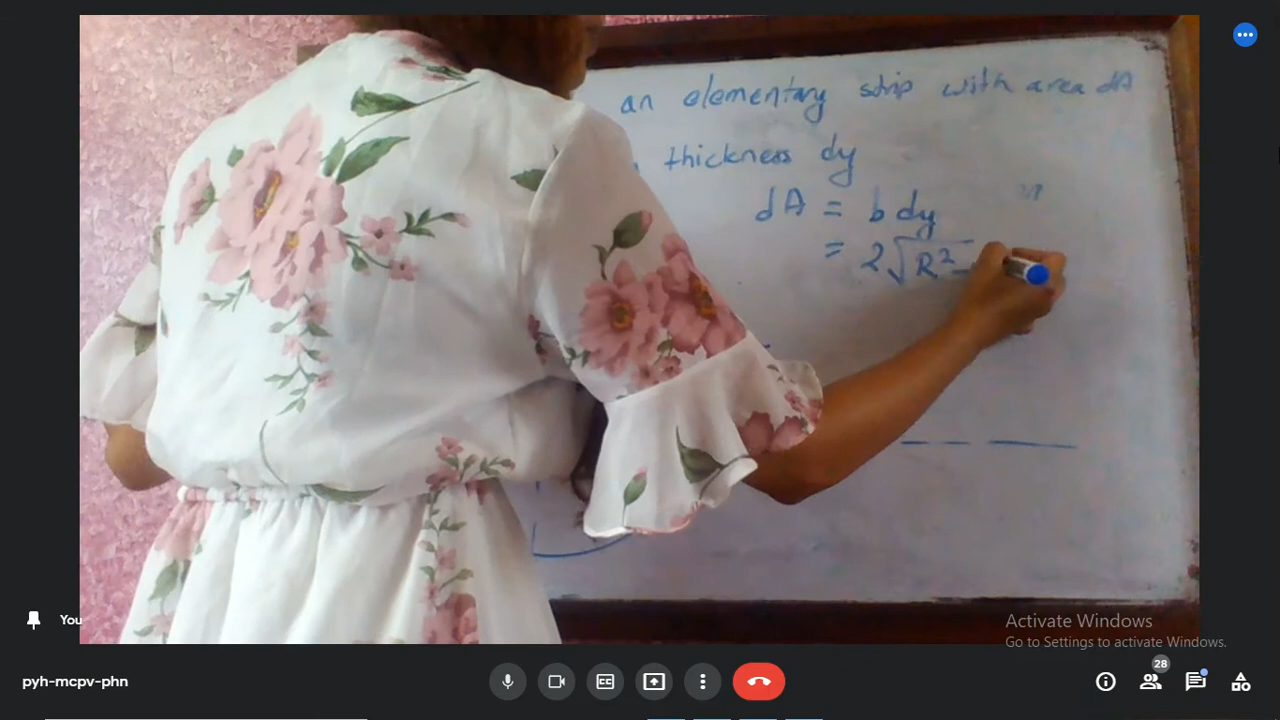 an elementary strip with area dA
thickness dy
dA = b dy
= 2√R² -
You
Activate Windows
Go to Settings to activate Windows.
pyh-mcpv-phn
28
CC